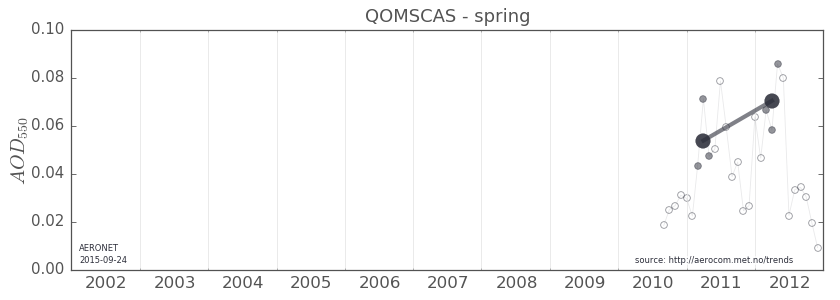 QOMSCAS - spring
0.10
0.08
0.06
0.04
0.02
0.00
AOD550
AERONET
2015-09-24
source: http://aerocom.met.no/trends
2002 2003 2004 2005 2006 2007 2008 2009 2010 2011 2012